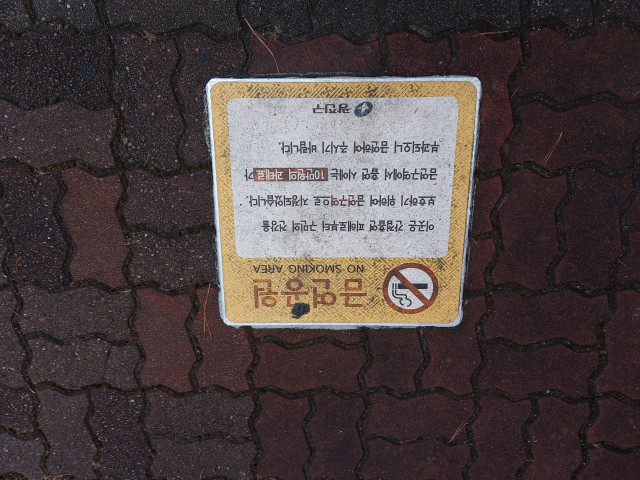 금연공원
NO SMOKING AREA
이곳은 간접흡연 피해로부터 구민의 건강을
보호하기 위하여 금연구역으로 지정되었습니다.
금연구역에서 흡연 시에는 10만원의 과태료가
부과되오니 금연하여 주시기 바랍니다.
광진구